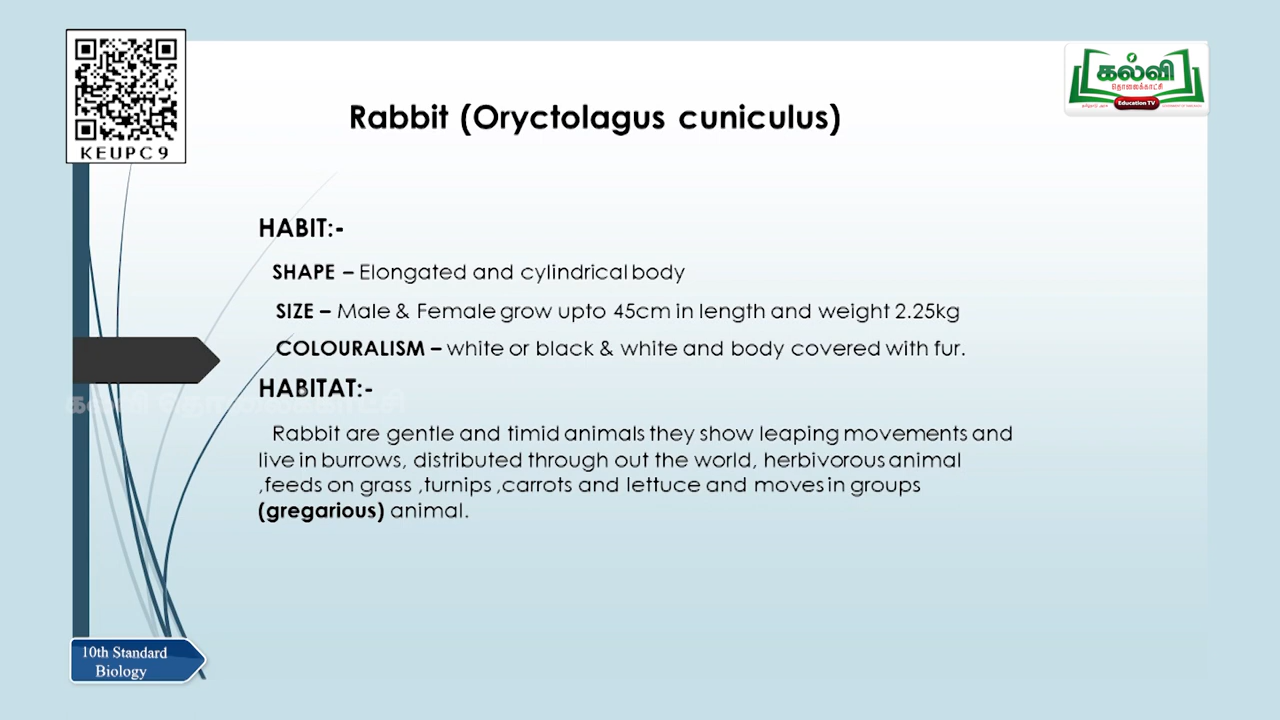 KEUPC9
கல்வி
தொலைக்காட்சி
Education TV
Rabbit (Oryctolagus cuniculus)
HABIT:-
SHAPE – Elongated and cylindrical body
SIZE – Male & Female grow upto 45cm in length and weight 2.25kg
COLOURALISM – white or black & white and body covered with fur.
HABITAT:-
கல்வி தொலைக்காட்சி
Rabbit are gentle and timid animals they show leaping movements and
live in burrows, distributed through out the world, herbivorous animal
,feeds on grass ,turnips ,carrots and lettuce and moves in groups
(gregarious) animal.
10th Standard
Biology